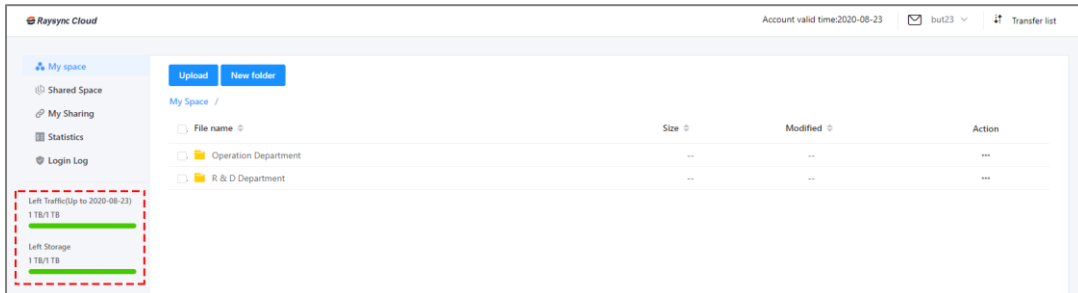 Raysync Cloud
Account valid time:2020-08-23
but23
Transfer list
My space
Shared Space
My Sharing
Statistics
Login Log
Left Traffic(Up to 2020-08-23)
1 TB/1 TB
Left Storage
1 TB/1 TB
Upload New folder
My Space /
File name Size Modified Action
Operation Department -- -- ...
R & D Department -- -- ...